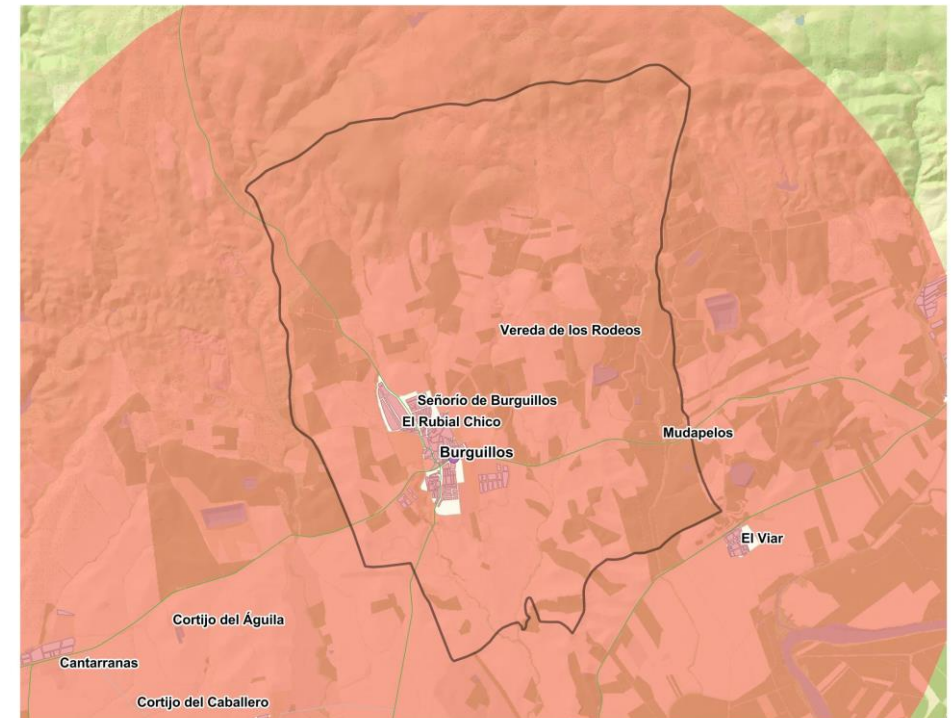 Vereda de los Rodeos
Señorío de Burguillos
El Rubial Chico
Mudapelos
Burguillos
El Viar
Cortijo del Águila
Cantarranas
Cortijo del Caballero